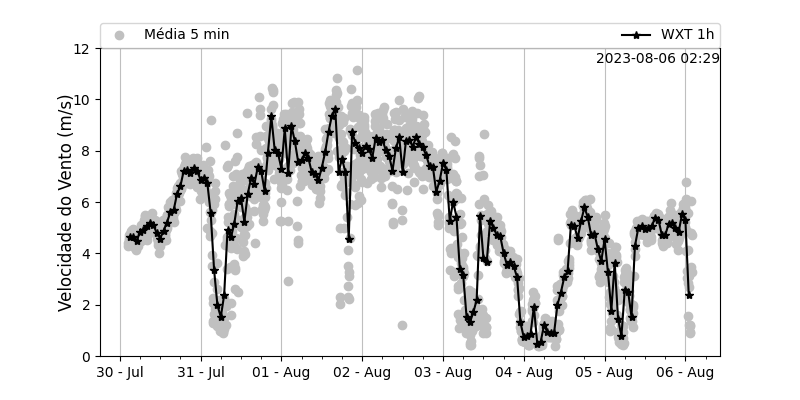 Média 5 min
WXT 1h
2023-08-06 02:29
Velocidade do Vento (m/s)
12
10
8
6
4
2
0
30 - Jul
31 - Jul
01 - Aug
02 - Aug
03 - Aug
04 - Aug
05 - Aug
06 - Aug